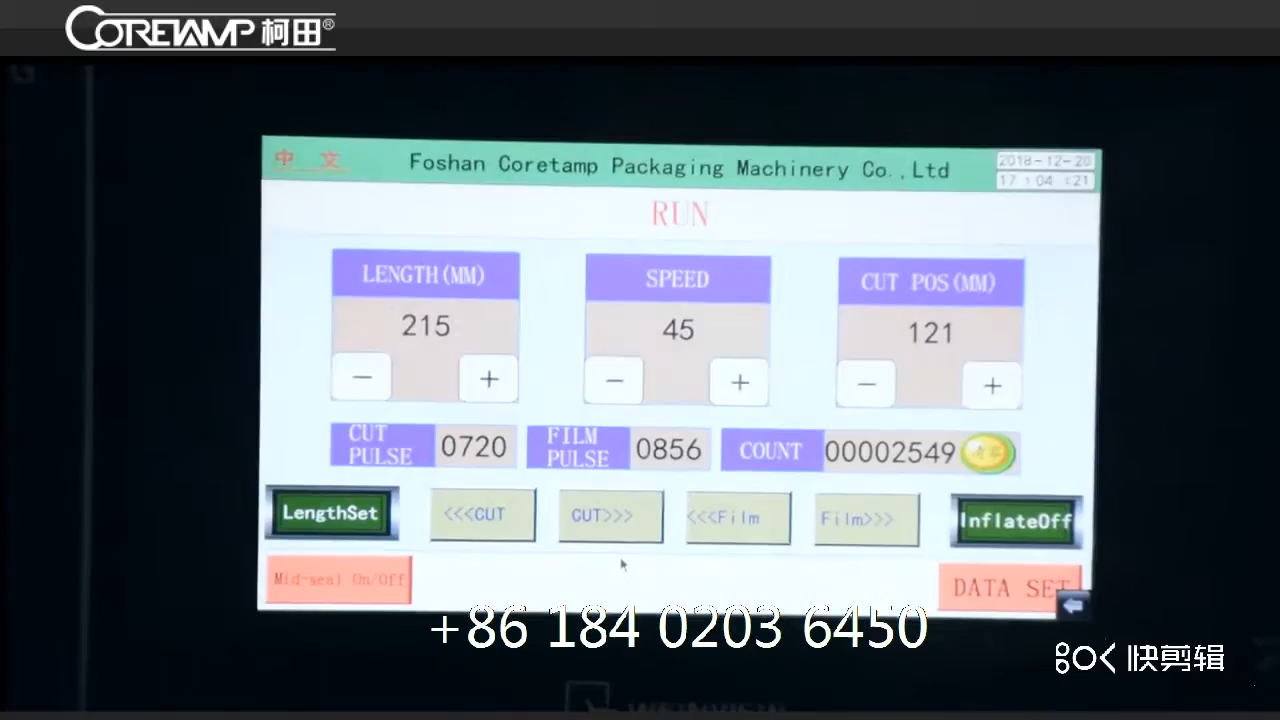 CORETAMP 柯田®
中 文
Foshan Coretamp Packaging Machinery Co.,Ltd
2018-12-20
17:04:21
RUN
LENGTH(MM)
SPEED
CUT POS(MM)
215
45
121
− +
− +
− +
CUT PULSE 0720
FILM PULSE 0856
COUNT 00002549 清零
LengthSet
<<<CUT
CUT>>>
<<<Film
Film>>>
InflateOff
Mid-seal On/Off
DATA SET
+86 184 0203 6450
快剪辑